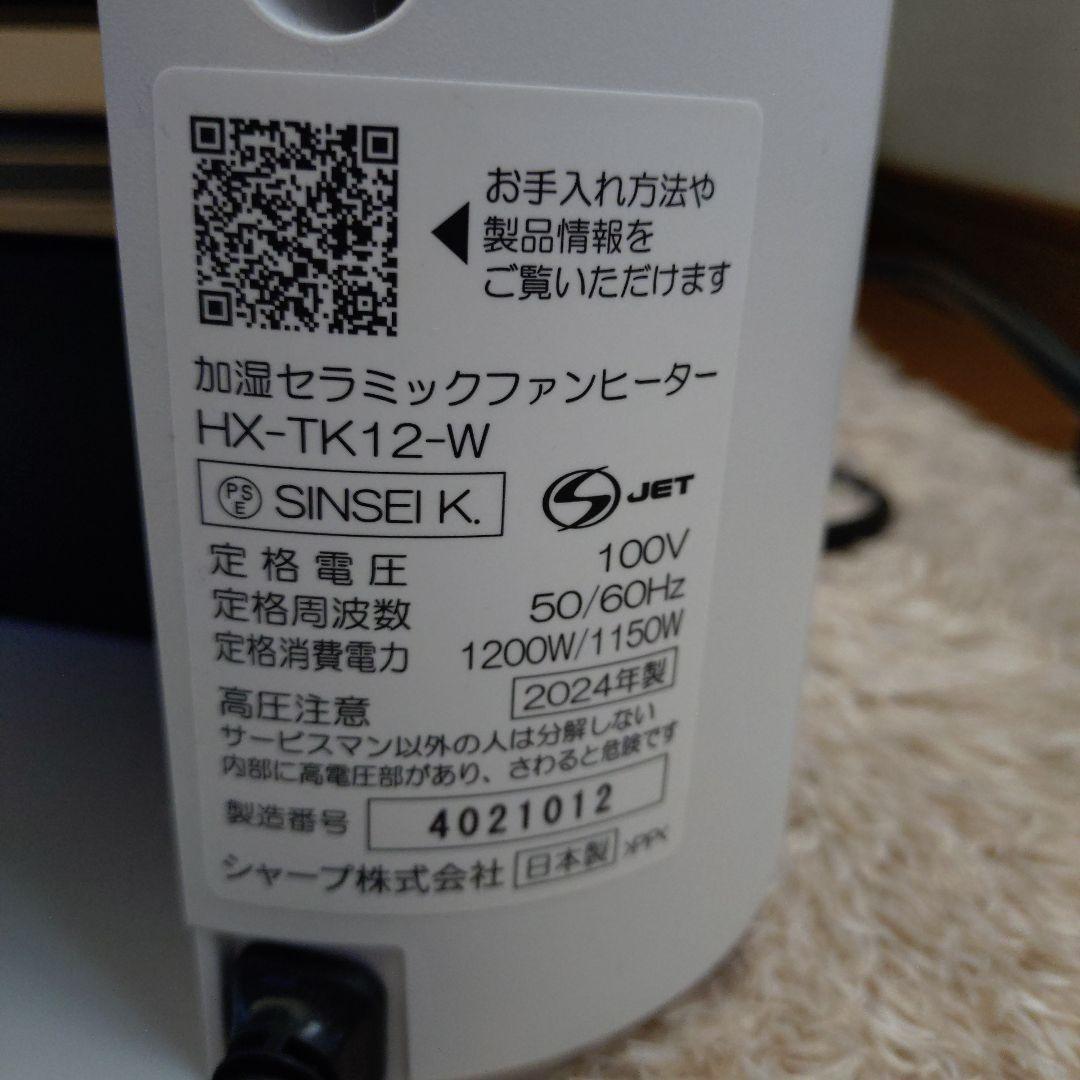 お手入れ方法や
製品情報を
ご覧いただけます
加湿セラミックファンヒーター
HX-TK12-W
PSE SINSEI K.
S JET
定格電圧 100V
定格周波数 50/60Hz
定格消費電力 1200W/1150W
2024年製
高圧注意
サービスマン以外の人は分解しない
内部に高電圧部があり、さわると危険です
製造番号 4021012
シャープ株式会社 日本製 >PP<